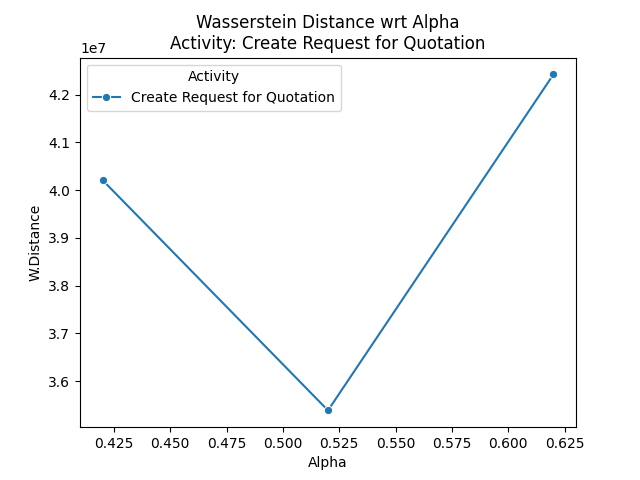 Wasserstein Distance wrt Alpha
Activity: Create Request for Quotation
1e7
Activity
Create Request for Quotation
4.2
4.1
4.0
3.9
3.8
3.7
3.6
W.Distance
0.425 0.450 0.475 0.500 0.525 0.550 0.575 0.600 0.625
Alpha